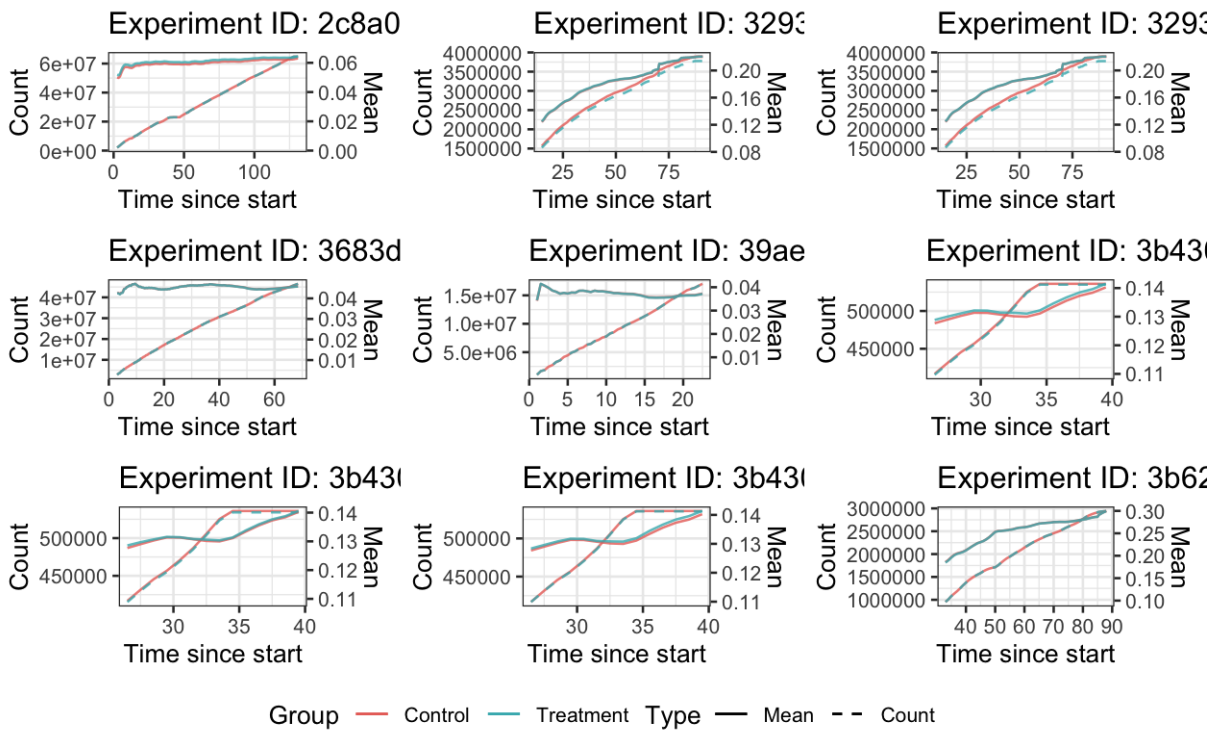 Experiment ID: 2c8a0
Experiment ID: 3293
Experiment ID: 3293
Count
6e+07
4e+07
2e+07
0e+00
0.06
0.04
0.02
0.00
Mean
0 50 100
Time since start
Count
4000000
3500000
3000000
2500000
2000000
1500000
0.20
0.16
0.12
0.08
Mean
25 50 75
Time since start
Count
4000000
3500000
3000000
2500000
2000000
1500000
0.20
0.16
0.12
0.08
Mean
25 50 75
Time since start
Experiment ID: 3683d
Experiment ID: 39ae
Experiment ID: 3b430
Count
4e+07
3e+07
2e+07
1e+07
0.04
0.03
0.02
0.01
Mean
0 20 40 60
Time since start
Count
1.5e+07
1.0e+07
5.0e+06
0.04
0.03
0.02
0.01
Mean
0 5 10 15 20
Time since start
Count
500000
450000
0.14
0.13
0.12
0.11
Mean
30 35 40
Time since start
Experiment ID: 3b430
Experiment ID: 3b430
Experiment ID: 3b62
Count
500000
450000
0.14
0.13
0.12
0.11
Mean
30 35 40
Time since start
Count
500000
450000
0.14
0.13
0.12
0.11
Mean
30 35 40
Time since start
Count
3000000
2500000
2000000
1500000
1000000
0.30
0.25
0.20
0.15
0.10
Mean
40 50 60 70 80 90
Time since start
Group Control Treatment Type Mean Count